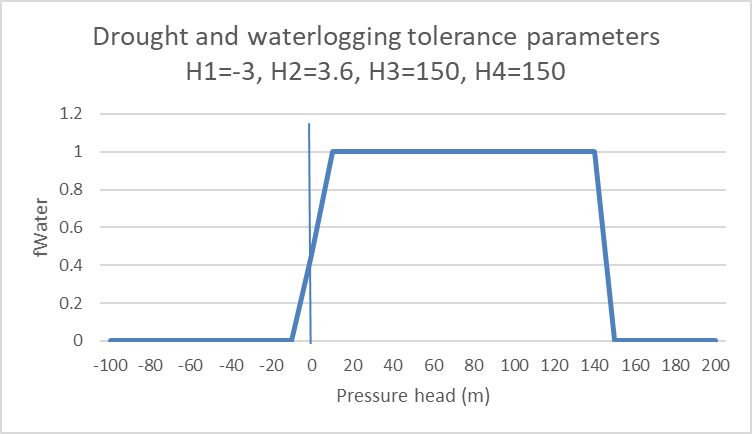 Drought and waterlogging tolerance parameters
H1=-3, H2=3.6, H3=150, H4=150
1.2
1
0.8
0.6
0.4
0.2
0
fWater
-100 -80 -60 -40 -20 0 20 40 60 80 100 120 140 160 180 200
Pressure head (m)